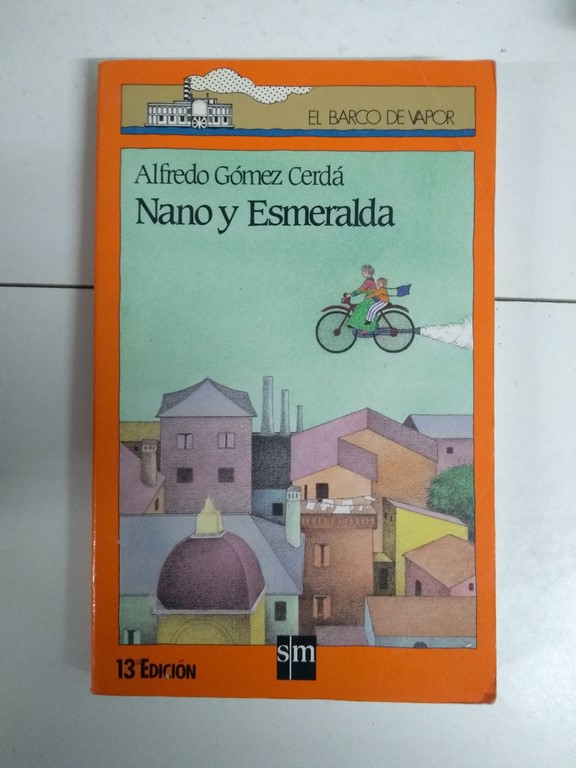 EL BARCO DE VAPOR
Alfredo Gómez Cerdá
Nano y Esmeralda
sm
13ª EDICIÓN